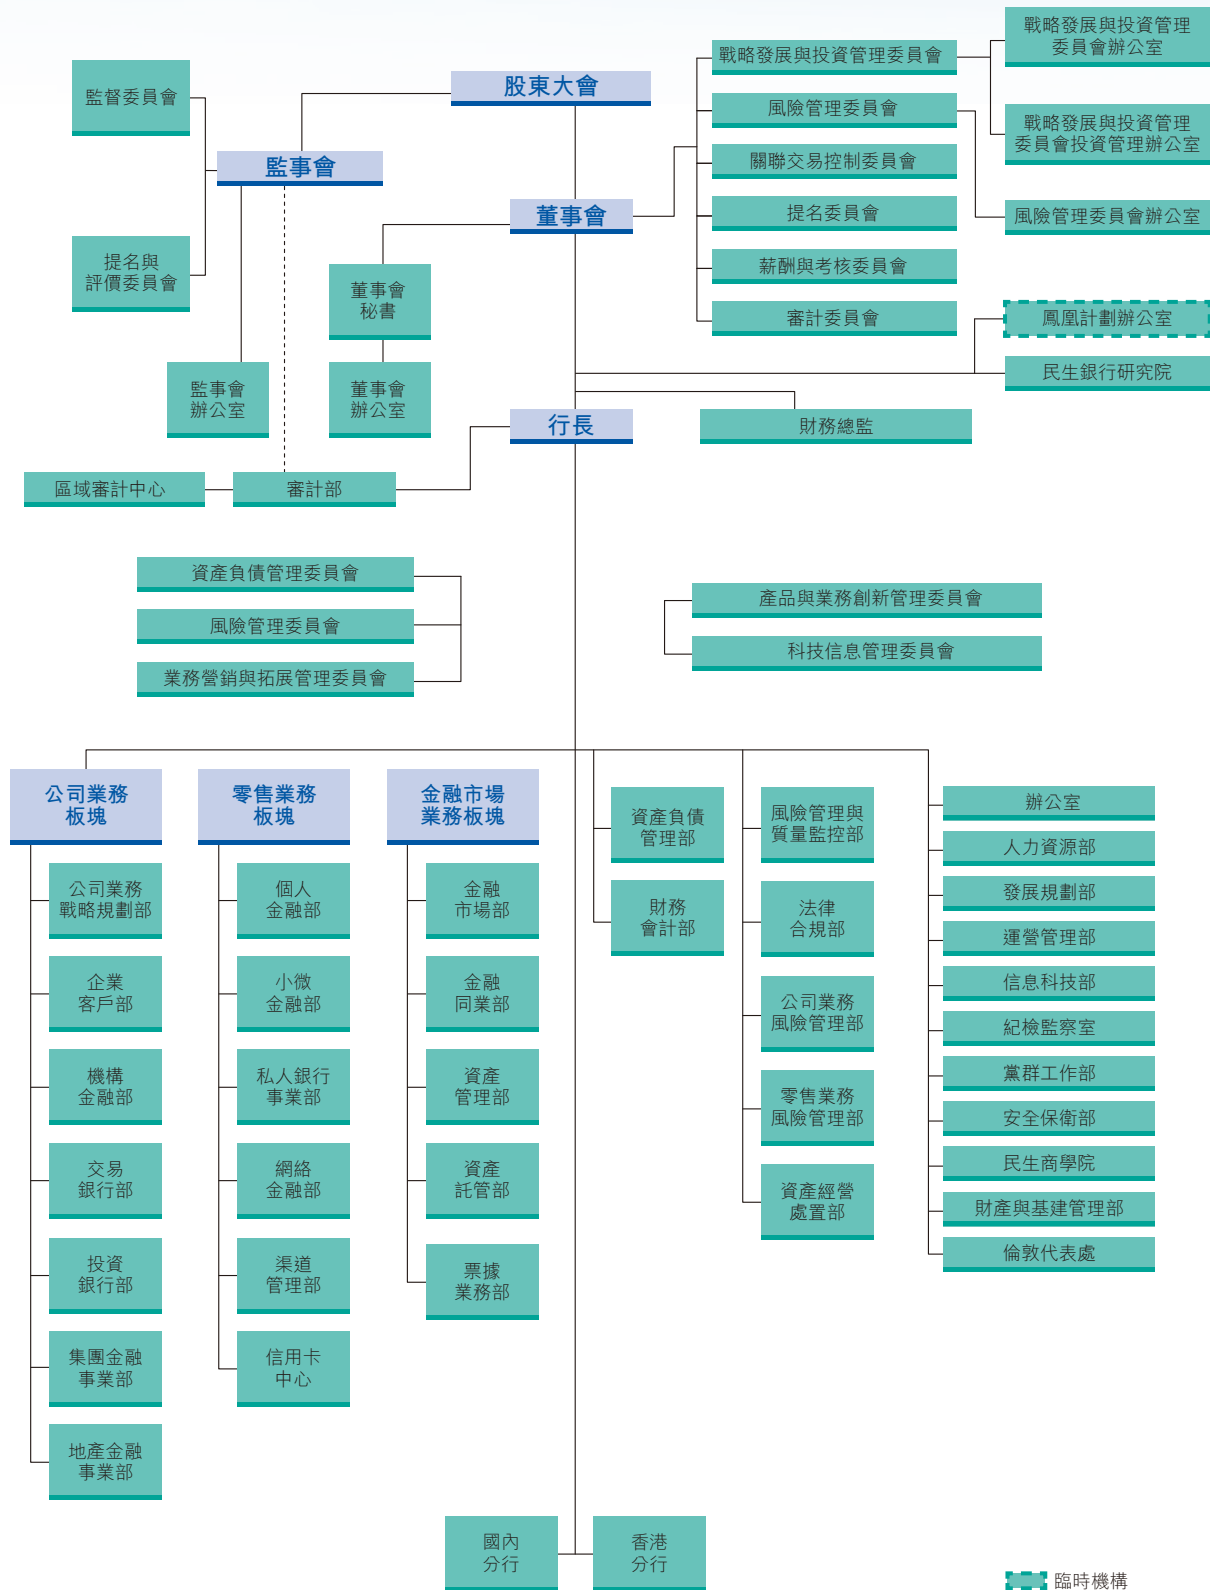 股東大會
監督委員會
監事會
提名與
評價委員會
董事會
董事會
秘書
監事會
辦公室
董事會
辦公室
戰略發展與投資管理委員會
風險管理委員會
關聯交易控制委員會
提名委員會
薪酬與考核委員會
審計委員會
戰略發展與投資管理
委員會辦公室
戰略發展與投資管理
委員會投資管理辦公室
風險管理委員會辦公室
鳳凰計劃辦公室
民生銀行研究院
行長
財務總監
區域審計中心
審計部
資產負債管理委員會
風險管理委員會
業務營銷與拓展管理委員會
產品與業務創新管理委員會
科技信息管理委員會
公司業務
板塊
公司業務
戰略規劃部
企業
客戶部
機構
金融部
交易
銀行部
投資
銀行部
集團金融
事業部
地產金融
事業部
零售業務
板塊
個人
金融部
小微
金融部
私人銀行
事業部
網絡
金融部
渠道
管理部
信用卡
中心
金融市場
業務板塊
金融
市場部
金融
同業部
資產
管理部
資產
託管部
票據
業務部
資產負債
管理部
財務
會計部
風險管理與
質量監控部
法律
合規部
公司業務
風險管理部
零售業務
風險管理部
資產經營
處置部
辦公室
人力資源部
發展規劃部
運營管理部
信息科技部
紀檢監察室
黨群工作部
安全保衛部
民生商學院
財產與基建管理部
倫敦代表處
國內
分行
香港
分行
臨時機構